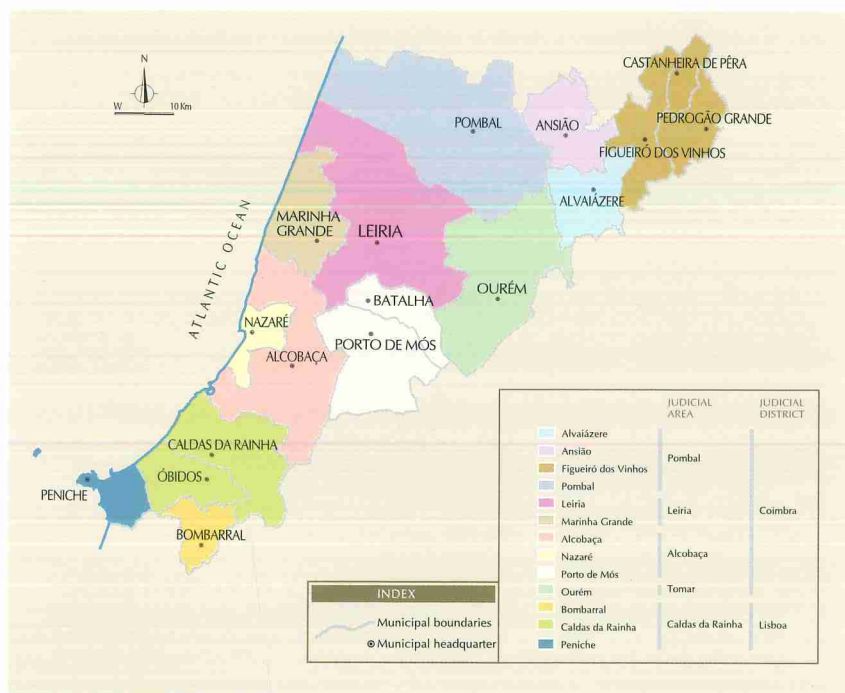 CASTANHEIRA DE PÊRA
N
W
10 Km
POMBAL
ANSIÃO
PEDROGÃO GRANDE
FIGUEIRÓ DOS VINHOS
ALVAIÁZERE
ATLANTIC OCEAN
MARINHA
GRANDE
LEIRIA
OURÉM
BATALHA
NAZARÉ
PORTO DE MÓS
ALCOBAÇA
CALDAS DA RAINHA
ÓBIDOS
PENICHE
BOMBARRAL
JUDICIAL
AREA
JUDICIAL
DISTRICT
Alvaiázere
Ansião
Pombal
Figueiró dos Vinhos
Pombal
Leiria
Leiria
Coimbra
Marinha Grande
Alcobaça
Nazaré
Alcobaça
Porto de Mós
Ourém
Tomar
Bombarral
Caldas da Rainha
Caldas da Rainha
Lisboa
Peniche
INDEX
Municipal boundaries
Municipal headquarter